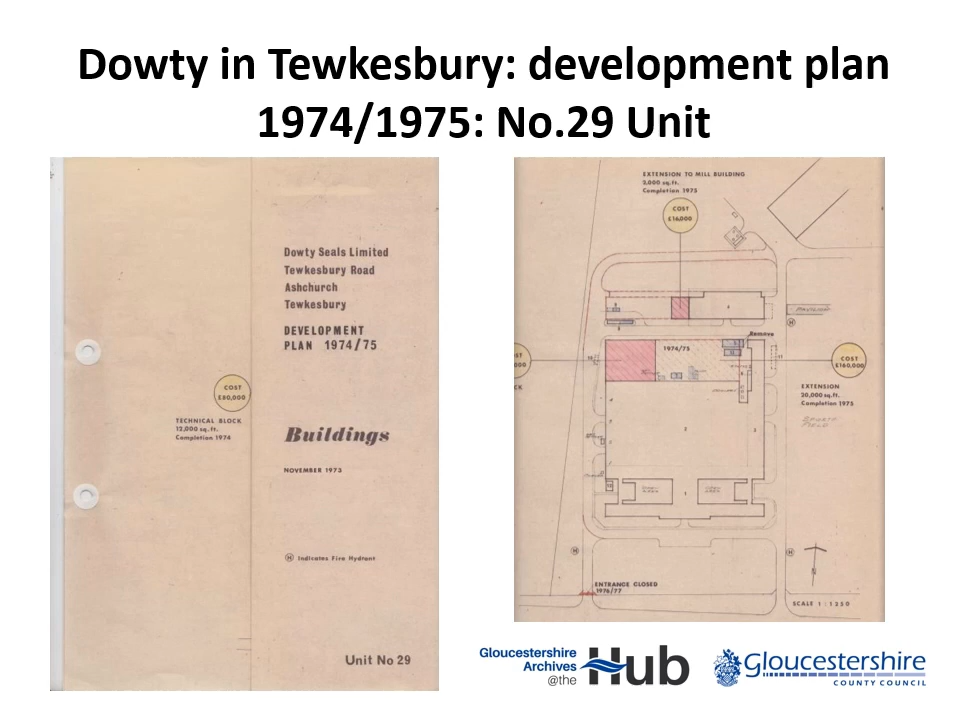 Dowty in Tewkesbury: development plan
1974/1975: No.29 Unit
Dowty Seals Limited
Tewkesbury Road
Ashchurch
Tewkesbury
DEVELOPMENT
PLAN 1974/75
COST
£80,000
TECHNICAL BLOCK
12,000 sq.ft.
Completion 1974
Buildings
NOVEMBER 1973
H Indicates Fire Hydrant
Unit No 29
EXTENSION TO MILL BUILDING
2,000 sq.ft.
Completion 1975
COST
£16,000
H
Remove
1974/75
COST
£160,000
EXTENSION
20,000 sq.ft.
Completion 1975
SPORTS
FIELD
1
H
H
N
ENTRANCE CLOSED
1976/77
SCALE 1:1250
Gloucestershire
Archives
@the
Hub
Gloucestershire
COUNTY COUNCIL